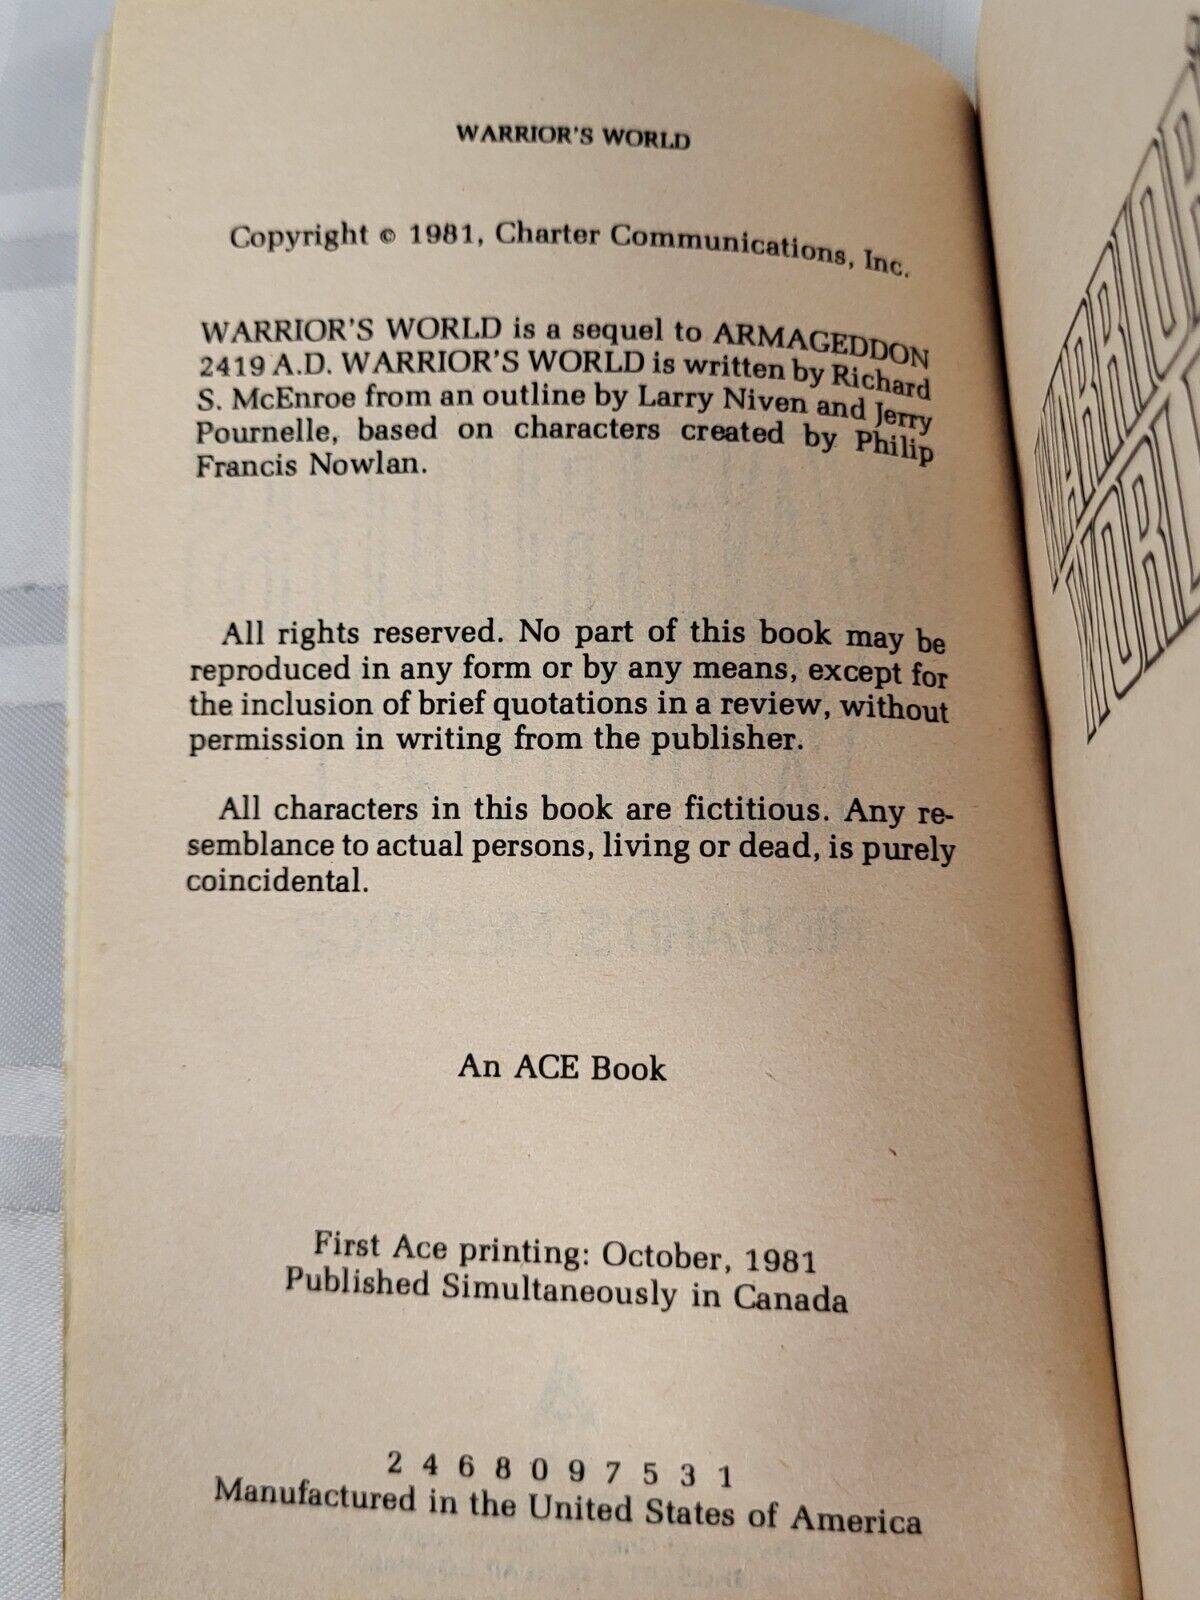 WARRIOR'S WORLD
Copyright © 1981, Charter Communications, Inc.
WARRIOR'S WORLD is a sequel to ARMAGEDDON
2419 A.D. WARRIOR'S WORLD is written by Richard
S. McEnroe from an outline by Larry Niven and Jerry
Pournelle, based on characters created by Philip
Francis Nowlan.
All rights reserved. No part of this book may be
reproduced in any form or by any means, except for
the inclusion of brief quotations in a review, without
permission in writing from the publisher.
All characters in this book are fictitious. Any re-
semblance to actual persons, living or dead, is purely
coincidental.
An ACE Book
First Ace printing: October, 1981
Published Simultaneously in Canada
2 4 6 8 0 9 7 5 3 1
Manufactured in the United States of America
WARRIOR
WORL